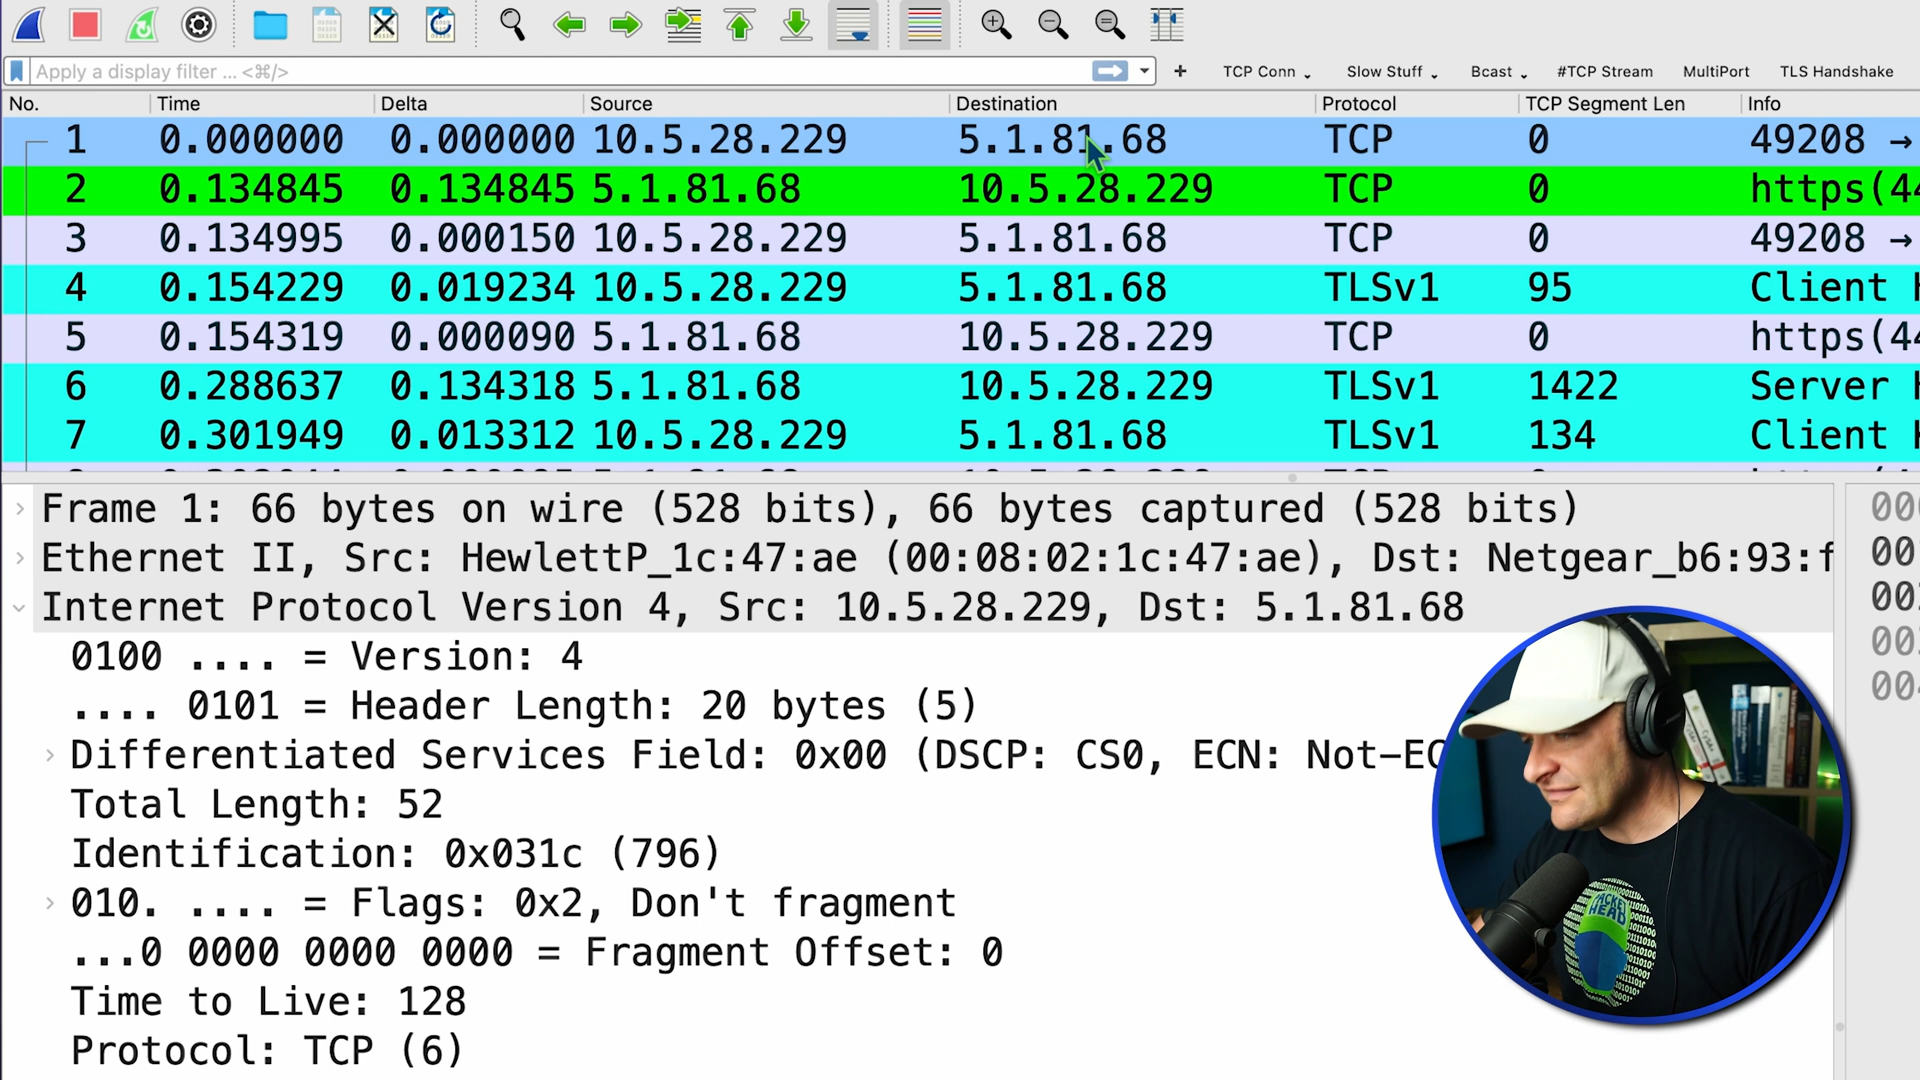 Apply a display filter ... <⌘/>
+ TCP Conn Slow Stuff Bcast #TCP Stream MultiPort TLS Handshake
No. Time Delta Source Destination Protocol TCP Segment Len Info
1 0.000000 0.000000 10.5.28.229 5.1.81.68 TCP 0 49208 →
2 0.134845 0.134845 5.1.81.68 10.5.28.229 TCP 0 https(44
3 0.134995 0.000150 10.5.28.229 5.1.81.68 TCP 0 49208 →
4 0.154229 0.019234 10.5.28.229 5.1.81.68 TLSv1 95 Client H
5 0.154319 0.000090 5.1.81.68 10.5.28.229 TCP 0 https(44
6 0.288637 0.134318 5.1.81.68 10.5.28.229 TLSv1 1422 Server H
7 0.301949 0.013312 10.5.28.229 5.1.81.68 TLSv1 134 Client
Frame 1: 66 bytes on wire (528 bits), 66 bytes captured (528 bits)
Ethernet II, Src: HewlettP_1c:47:ae (00:08:02:1c:47:ae), Dst: Netgear_b6:93:f
Internet Protocol Version 4, Src: 10.5.28.229, Dst: 5.1.81.68
0100 .... = Version: 4
.... 0101 = Header Length: 20 bytes (5)
Differentiated Services Field: 0x00 (DSCP: CS0, ECN: Not-EC
Total Length: 52
Identification: 0x031c (796)
010. .... = Flags: 0x2, Don't fragment
...0 0000 0000 0000 = Fragment Offset: 0
Time to Live: 128
Protocol: TCP (6)
000
00
00
00
00
PACKET
HEAD